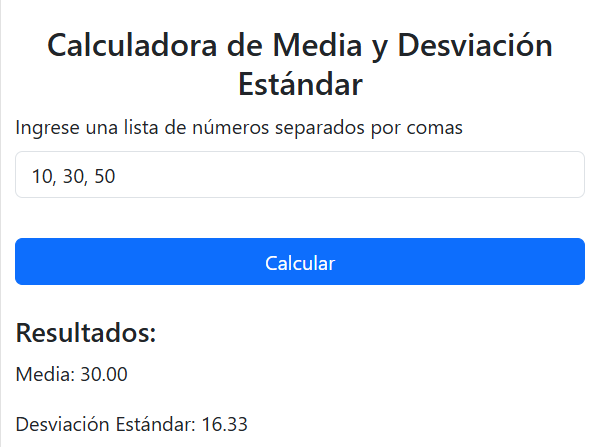 Calculadora de Media y Desviación
Estándar
Ingrese una lista de números separados por comas
10, 30, 50
Calcular
Resultados:
Media: 30.00
Desviación Estándar: 16.33